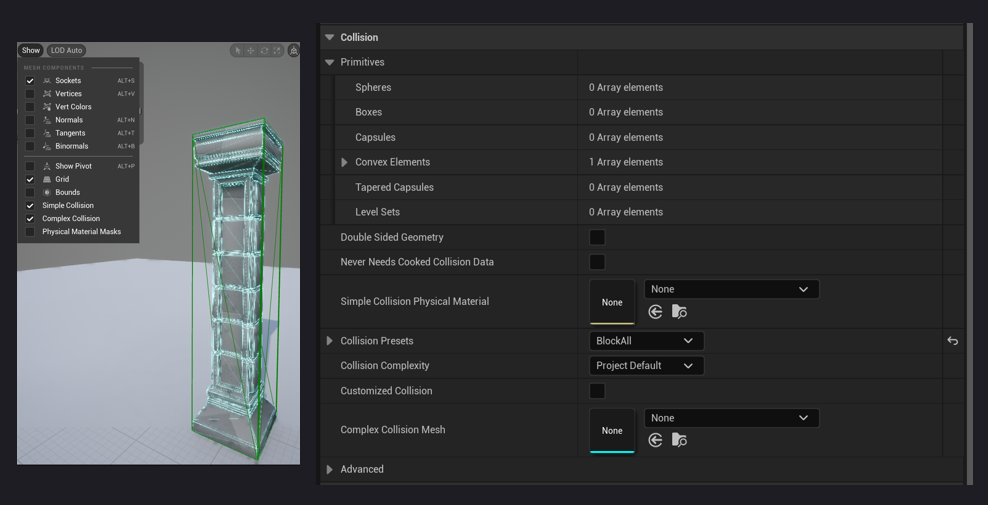 Show
LOD Auto
MESH COMPONENTS
Sockets ALT+S
Vertices ALT+V
Vert Colors
Normals ALT+N
Tangents ALT+T
Binormals ALT+B
Show Pivot ALT+P
Grid
Bounds
Simple Collision
Complex Collision
Physical Material Masks
Collision
Primitives
Spheres 0 Array elements
Boxes 0 Array elements
Capsules 0 Array elements
Convex Elements 1 Array elements
Tapered Capsules 0 Array elements
Level Sets 0 Array elements
Double Sided Geometry
Never Needs Cooked Collision Data
Simple Collision Physical Material None None
Collision Presets BlockAll
Collision Complexity Project Default
Customized Collision
Complex Collision Mesh None None
Advanced